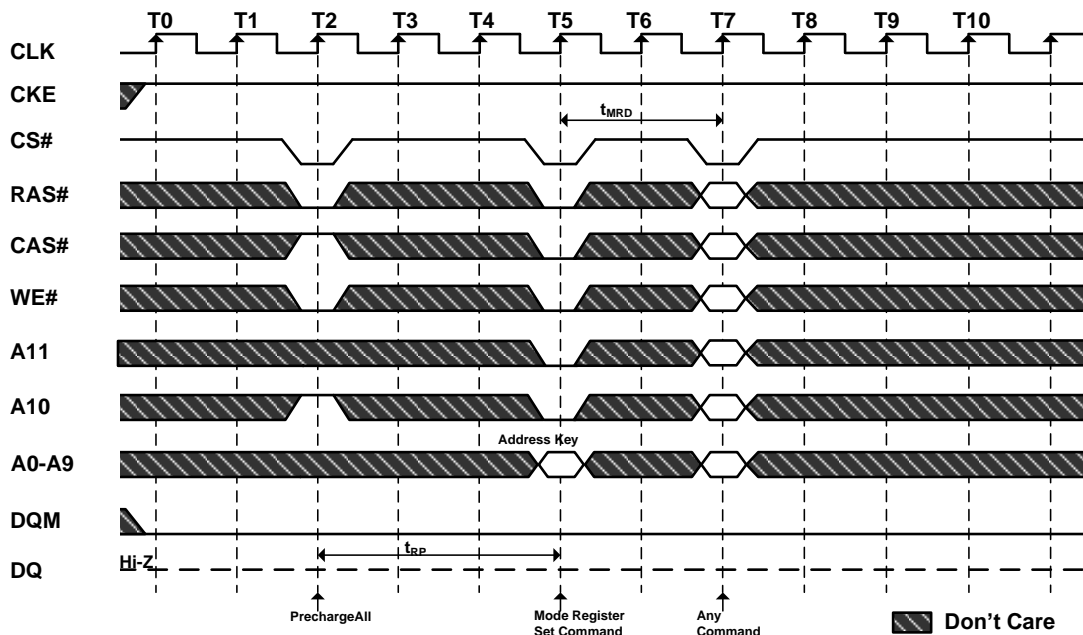 T0 T1 T2 T3 T4 T5 T6 T7 T8 T9 T10
CLK
CKE
tMRD
CS#
RAS#
CAS#
WE#
A11
A10
Address Key
A0-A9
DQM
tRP
Hi-Z
DQ
PrechargeAll
Mode Register
Set Command
Any
Command
Don't Care